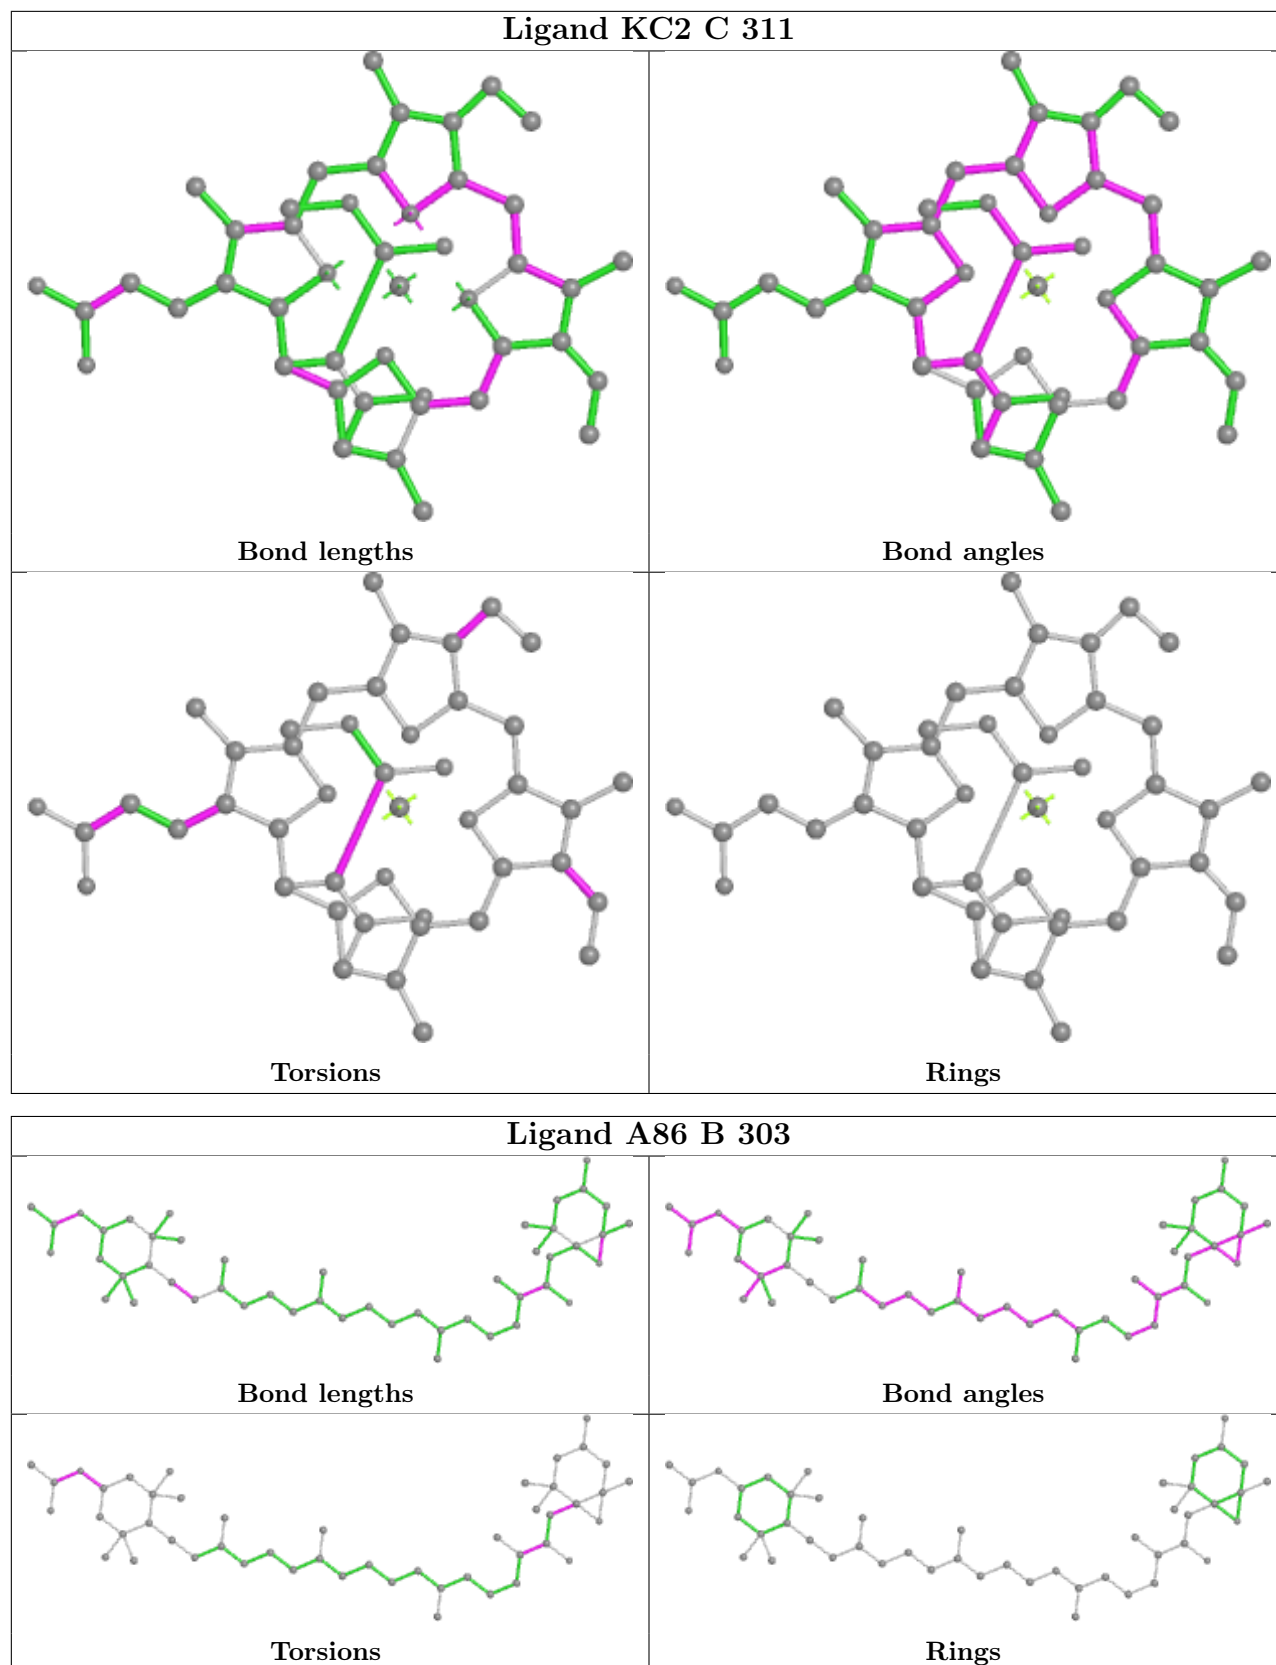 Ligand KC2 C 311
Bond lengths
Bond angles
Torsions
Rings
Ligand A86 B 303
Bond lengths
Bond angles
Torsions
Rings